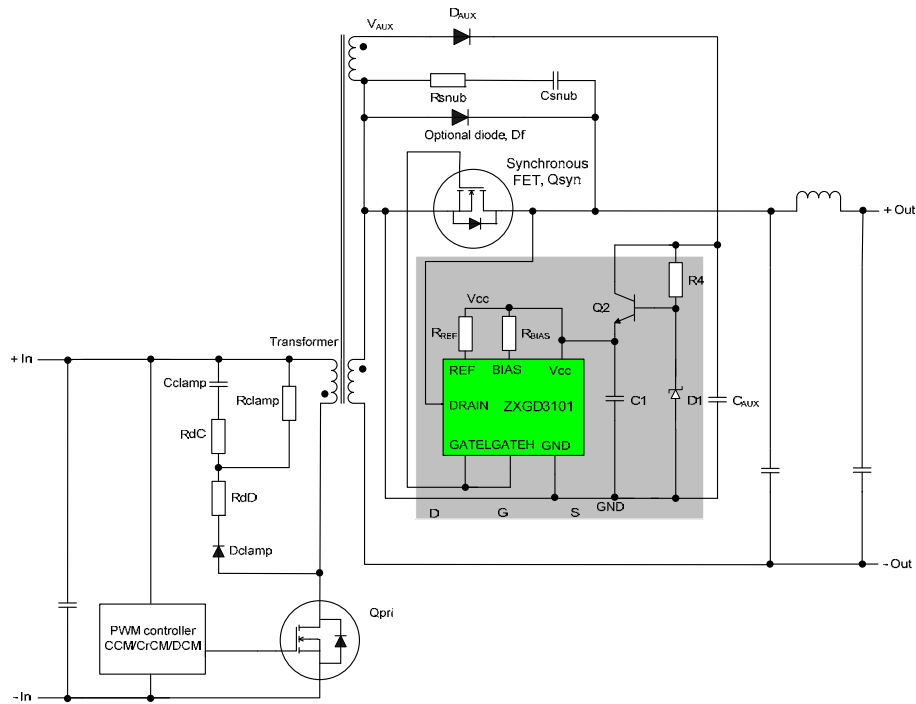 VAUX
DAUX
Rsnub
Csnub
Optional diode, Df
Synchronous
FET, Qsyn
+ Out
R4
Q2
Vcc
RREF
RBIAS
Transformer
+ In
Cclamp
Rclamp
REF
BIAS
Vcc
DRAIN
ZXGD3101
C1
D1
CAUX
RdC
GATEL
GATEH
GND
RdD
GND
D
G
S
Dclamp
-Out
Qpri
PWM controller
CCM/CrCM/DCM
-In